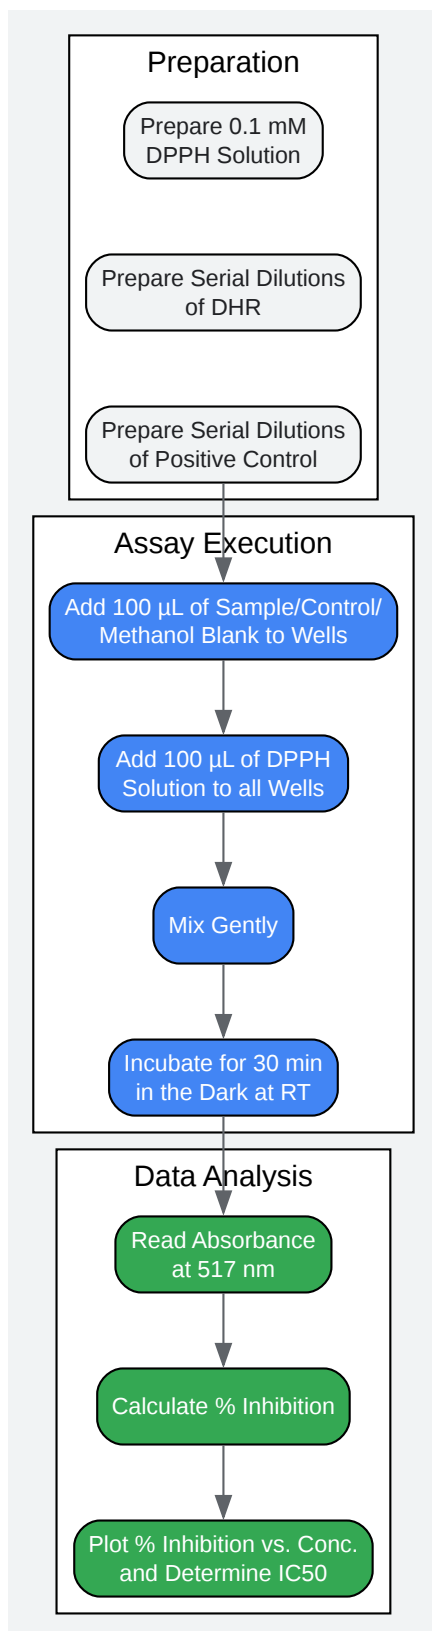 Preparation
Prepare 0.1 mM
DPPH Solution
Prepare Serial Dilutions
of DHR
Prepare Serial Dilutions
of Positive Control
Assay Execution
Add 100 µL of Sample/Control/
Methanol Blank to Wells
Add 100 µL of DPPH
Solution to all Wells
Mix Gently
Incubate for 30 min
in the Dark at RT
Data Analysis
Read Absorbance
at 517 nm
Calculate % Inhibition
Plot % Inhibition vs. Conc.
and Determine IC50